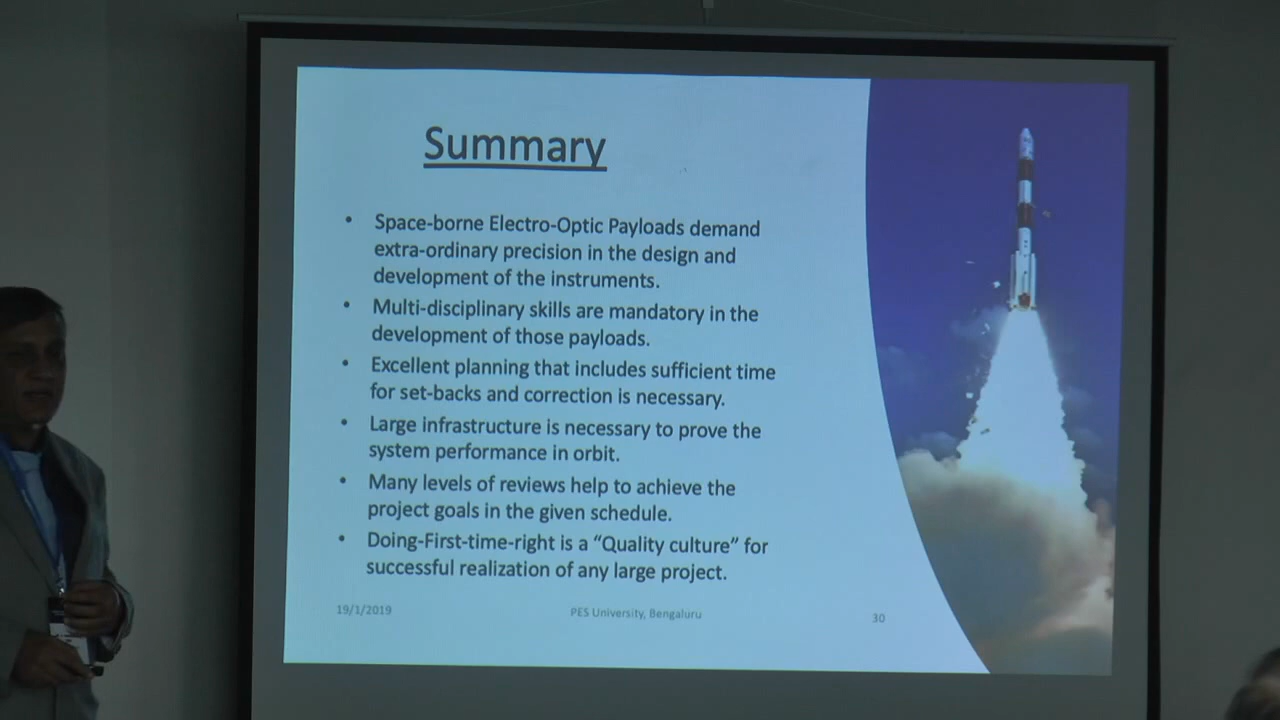 Summary
• Space-borne Electro-Optic Payloads demand
extra-ordinary precision in the design and
development of the instruments.
• Multi-disciplinary skills are mandatory in the
development of those payloads.
• Excellent planning that includes sufficient time
for set-backs and correction is necessary.
• Large infrastructure is necessary to prove the
system performance in orbit.
• Many levels of reviews help to achieve the
project goals in the given schedule.
• Doing-First-time-right is a “Quality culture” for
successful realization of any large project.
19/1/2019 PES University, Bengaluru 30